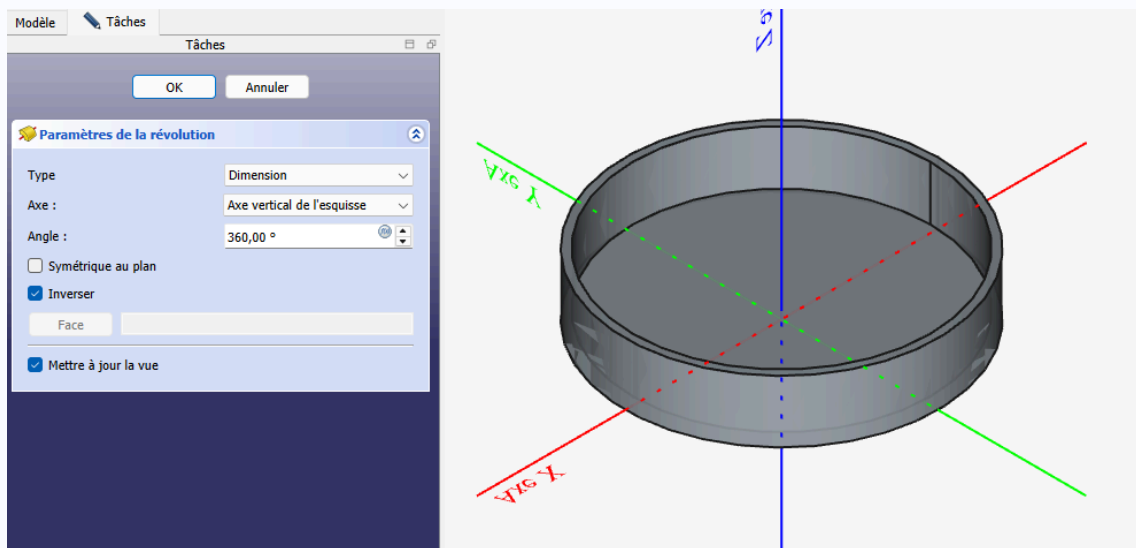 Modèle
Tâches
Tâches
OK
Annuler
Paramètres de la révolution
Type
Dimension
Axe :
Axe vertical de l'esquisse
Angle :
360,00 °
Symétrique au plan
Inverser
Face
Mettre à jour la vue
Axe Y
Axe X